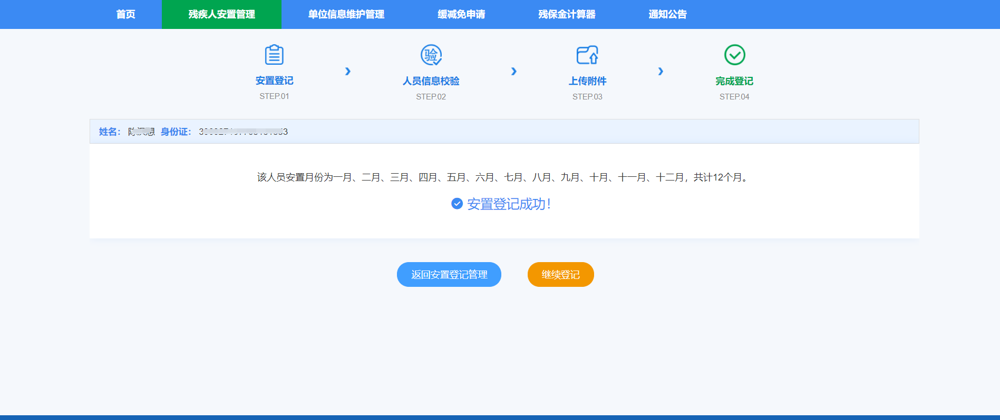 首页 残疾人安置管理 单位信息维护管理 缓减免申请 残保金计算器 通知公告
验
安置登记 › 人员信息校验 › 上传附件 › 完成登记
STEP.01 STEP.02 STEP.03 STEP.04
姓名： 身份证：
该人员安置月份为一月、二月、三月、四月、五月、六月、七月、八月、九月、十月、十一月、十二月，共计12个月。
安置登记成功！
返回安置登记管理 继续登记